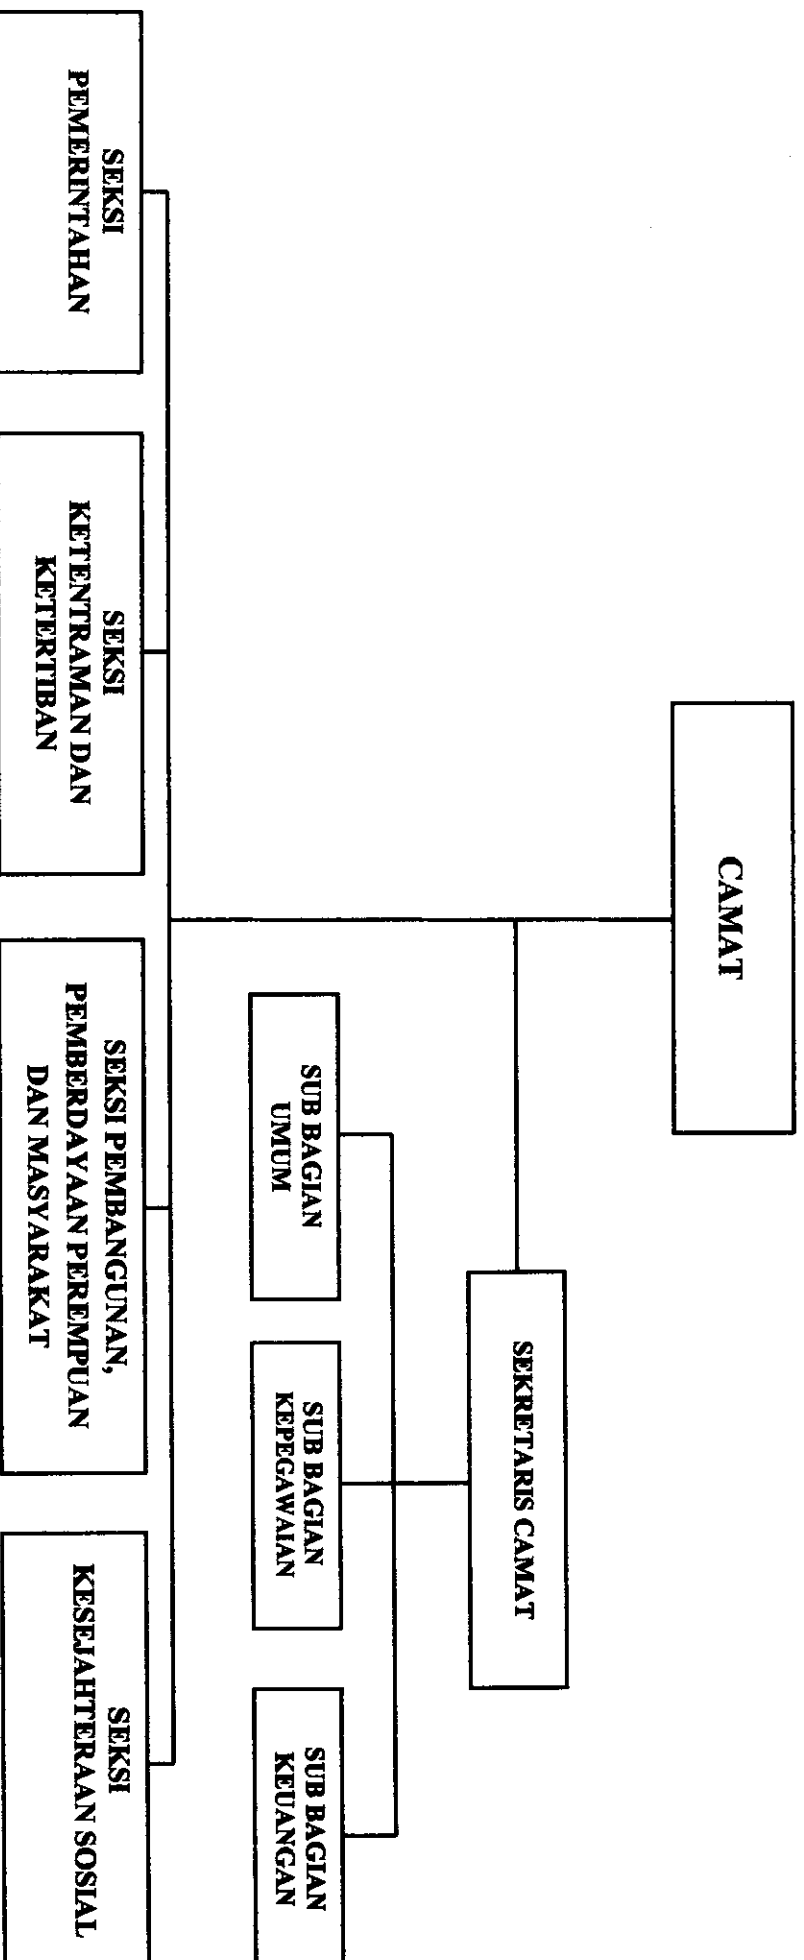 CAMAT
SEKRETARIS CAMAT
SUB BAGIAN
UMUM
SUB BAGIAN
KEPEGAWAIAN
SUB BAGIAN
KEUANGAN
SEKSI
PEMERINTAHAN
SEKSI
KETENTRAMAN DAN
KETERTIBAN
SEKSI PEMBANGUNAN,
PEMBERDAYAAN PEREMPUAN
DAN MASYARAKAT
SEKSI
KESEJAHTERAAN SOSIAL